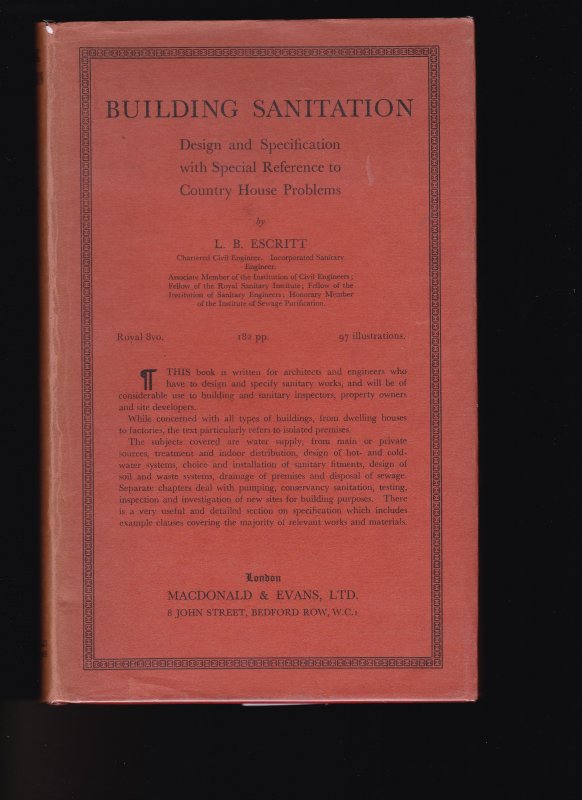 BUILDING SANITATION
Design and Specification
with Special Reference to
Country House Problems
by
L. B. ESCRITT
Chartered Civil Engineer. Incorporated Sanitary
Engineer.
Associate Member of the Institution of Civil Engineers;
Fellow of the Royal Sanitary Institute; Fellow of the
Institution of Sanitary Engineers; Honorary Member
of the Institute of Sewage Purification.
Royal 8vo. 182 pp. 97 illustrations.
¶ THIS book is written for architects and engineers who
have to design and specify sanitary works, and will be of
considerable use to building and sanitary inspectors, property owners
and site developers.
While concerned with all types of buildings, from dwelling houses
to factories, the text particularly refers to isolated premises.
The subjects covered are water supply, from main or private
sources, treatment and indoor distribution, design of hot- and cold-
water systems, choice and installation of sanitary fitments, design of
soil and waste systems, drainage of premises and disposal of sewage.
Separate chapters deal with pumping, conservancy sanitation, testing,
inspection and investigation of new sites for building purposes. There
is a very useful and detailed section on specification which includes
example clauses covering the majority of relevant works and materials.
London
MACDONALD & EVANS, LTD.
8 JOHN STREET, BEDFORD ROW, W.C.1